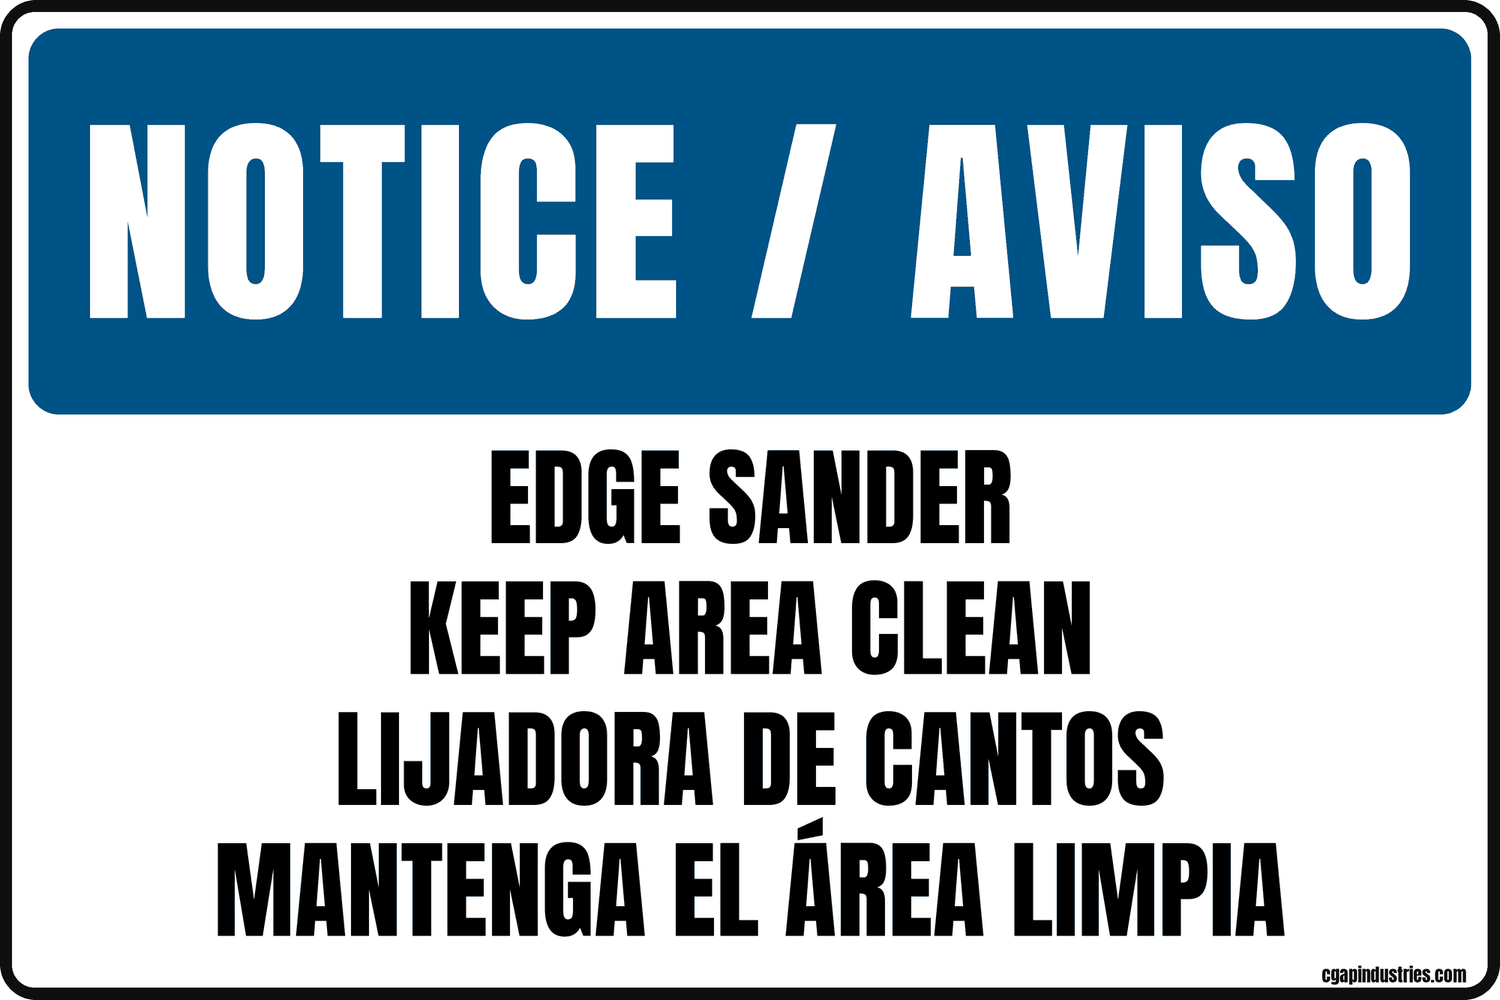 NOTICE / AVISO
EDGE SANDER
KEEP AREA CLEAN
LIJADORA DE CANTOS
MANTENGA EL ÁREA LIMPIA
cgapindustries.com